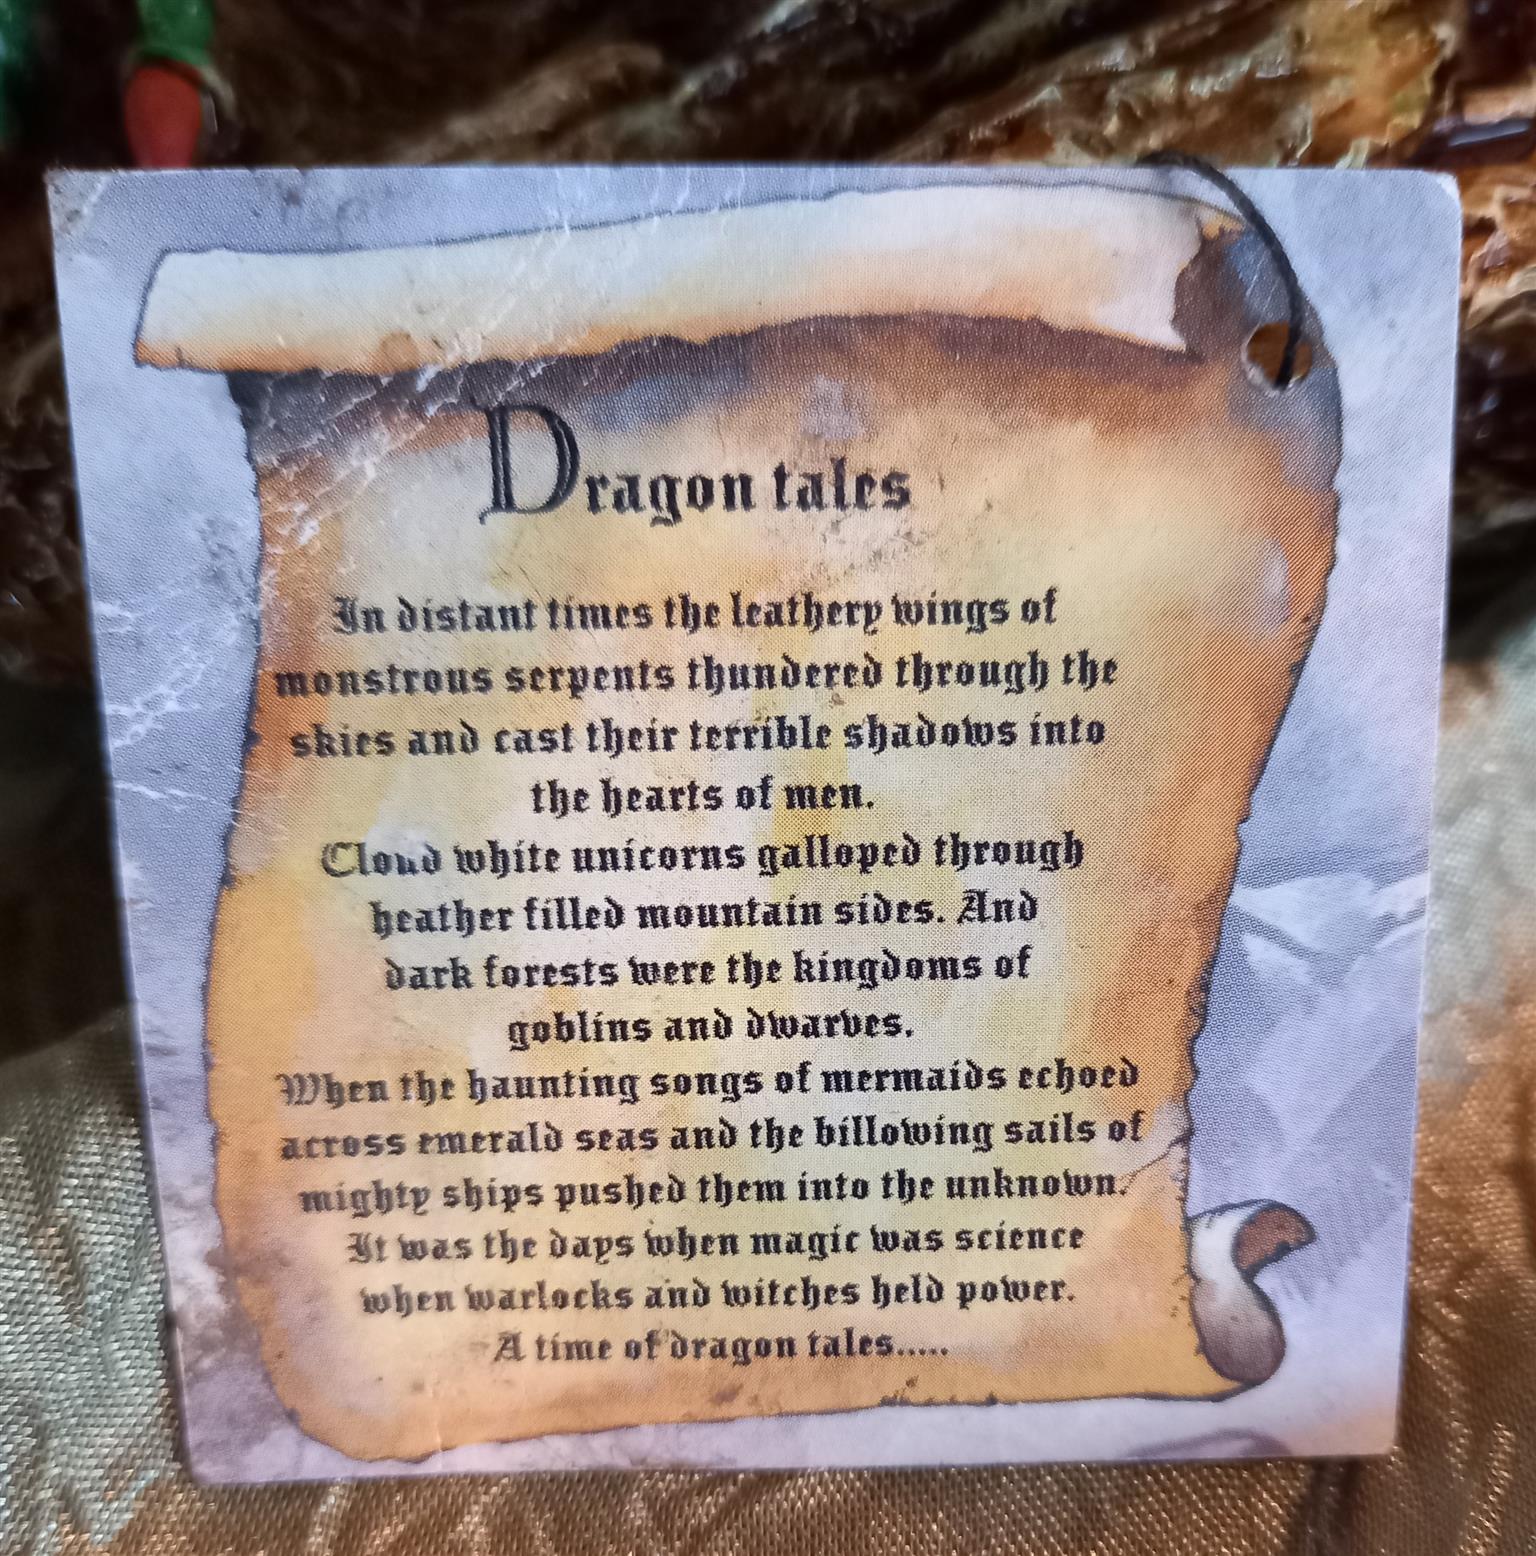 Dragon tales
In distant times the leathery wings of
monstrous serpents thundered through the
skies and cast their terrible shadows into
the hearts of men.
Cloud white unicorns galloped through
heather filled mountain sides. And
dark forests were the kingdoms of
goblins and dwarves.
When the haunting songs of mermaids echoed
across emerald seas and the billowing sails of
mighty ships pushed them into the unknown.
It was the days when magic was science
when warlocks and witches held power.
A time of dragon tales.....